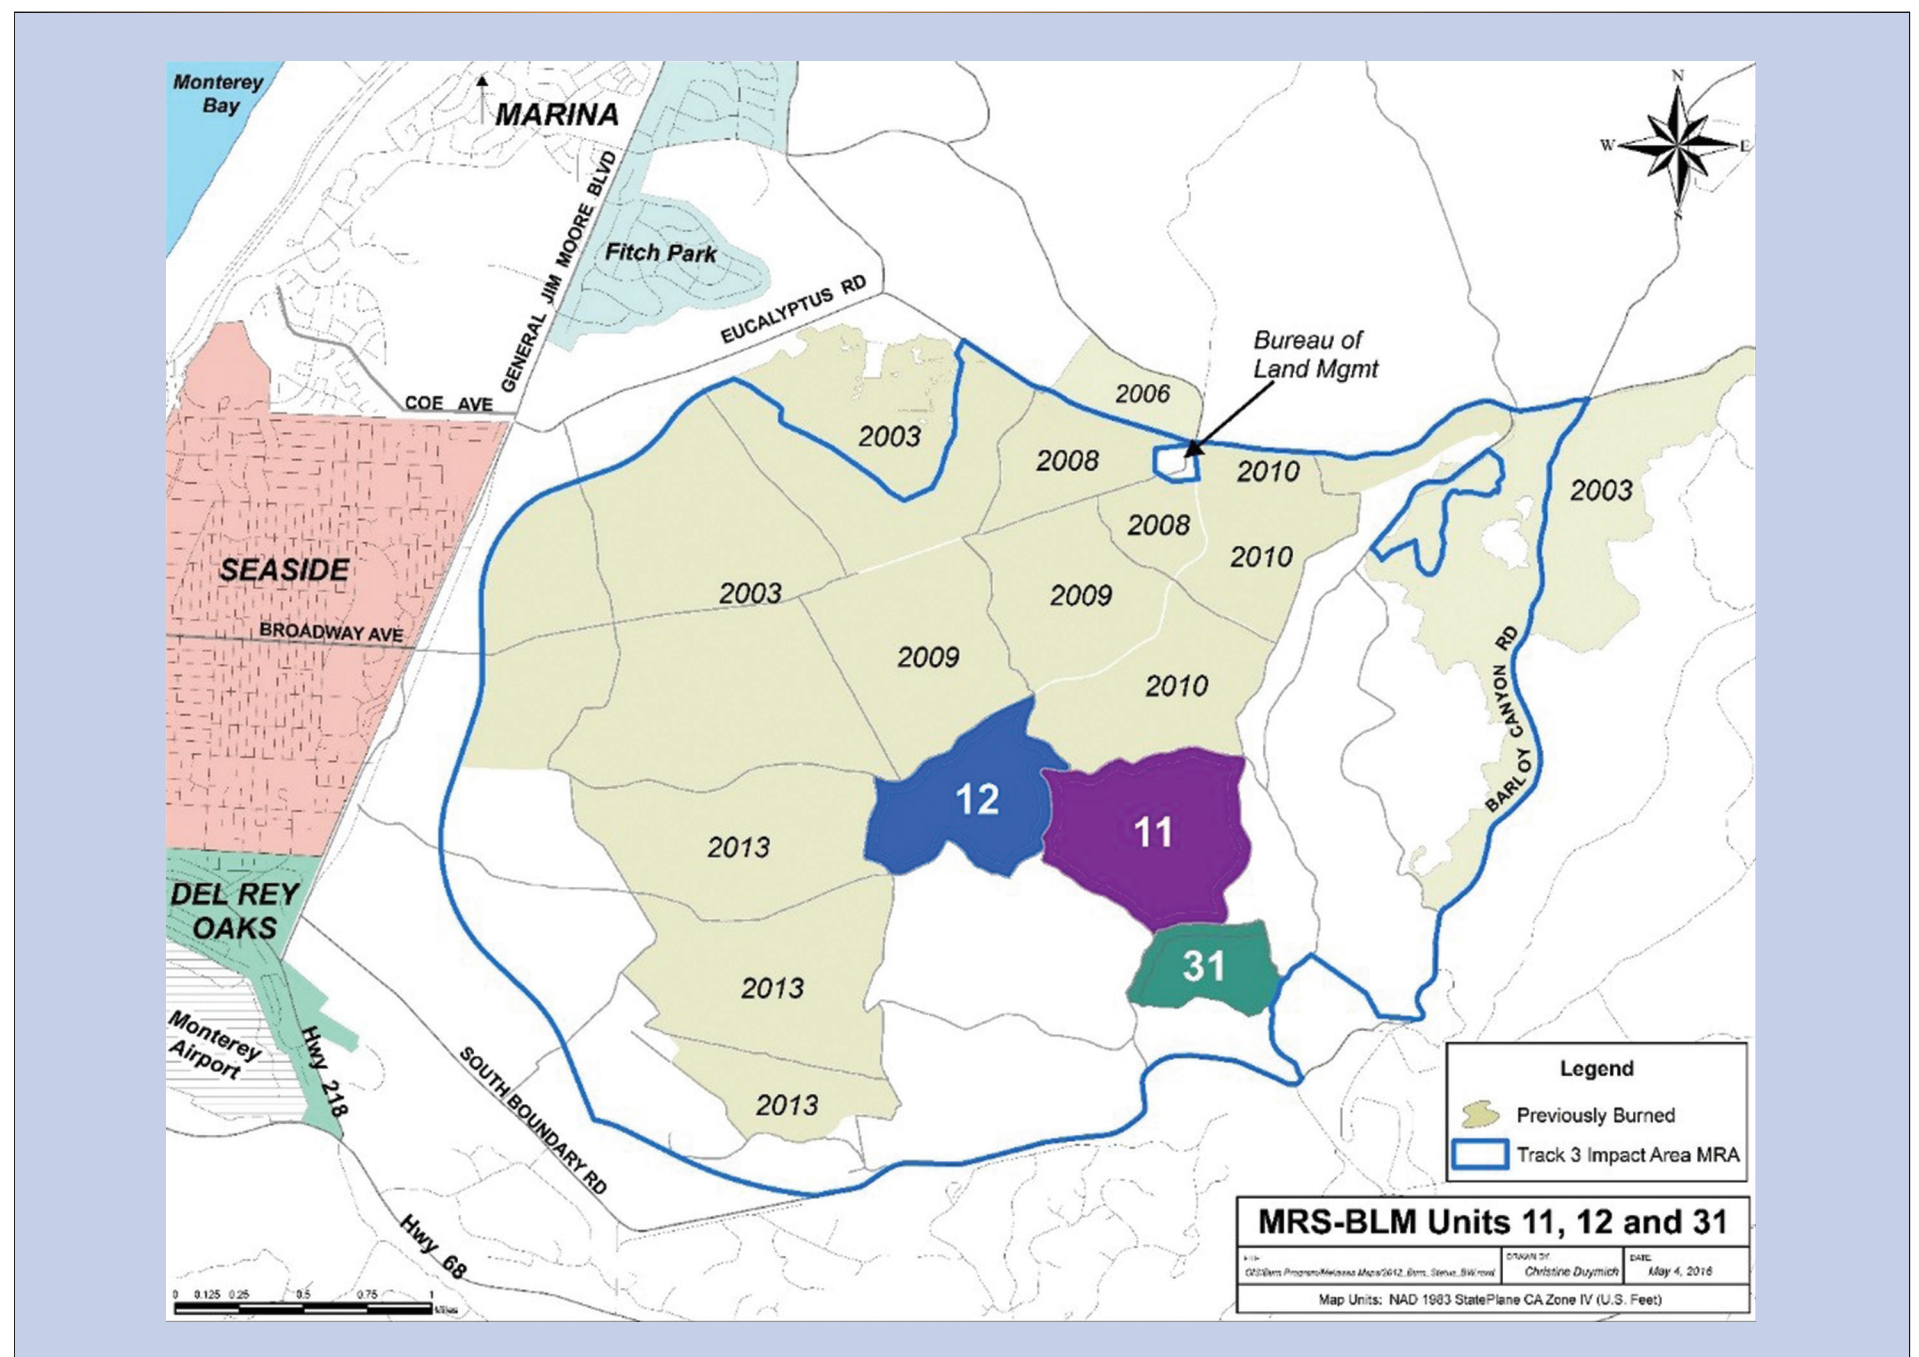 Monterey
Bay
MARINA
N
W
E
S
GENERAL JIM MOORE BLVD
Fitch Park
EUCALYPTUS RD
Bureau of
Land Mgmt
COE AVE
2006
2003
2008
2010
2003
SEASIDE
2008
2010
2003
2009
BROADWAY AVE
2009
2010
BARLOY CANYON RD
12
11
2013
DEL REY
OAKS
31
2013
Monterey
Airport
Hwy 218
SOUTH BOUNDARY RD
2013
Hwy 68
Legend
Previously Burned
Track 3 Impact Area MRA
MRS-BLM Units 11, 12 and 31
DRAWN BY:
Christine Duymich
DATE:
May 4, 2016
Map Units: NAD 1983 StatePlane CA Zone IV (U.S. Feet)
0 0.125 0.25 0.5 0.75 1
Miles